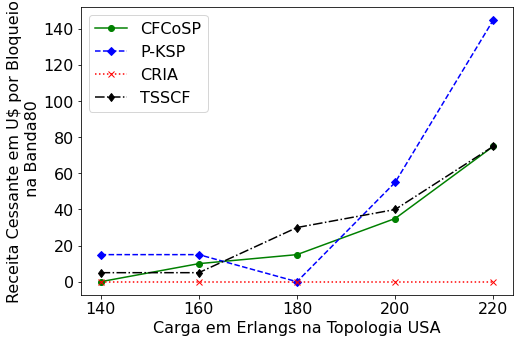 Receita Cessante em U$ por Bloqueio
na Banda80
140
120
100
80
60
40
20
0
CFCoSP
P-KSP
CRIA
TSSCF
140 160 180 200 220
Carga em Erlangs na Topologia USA